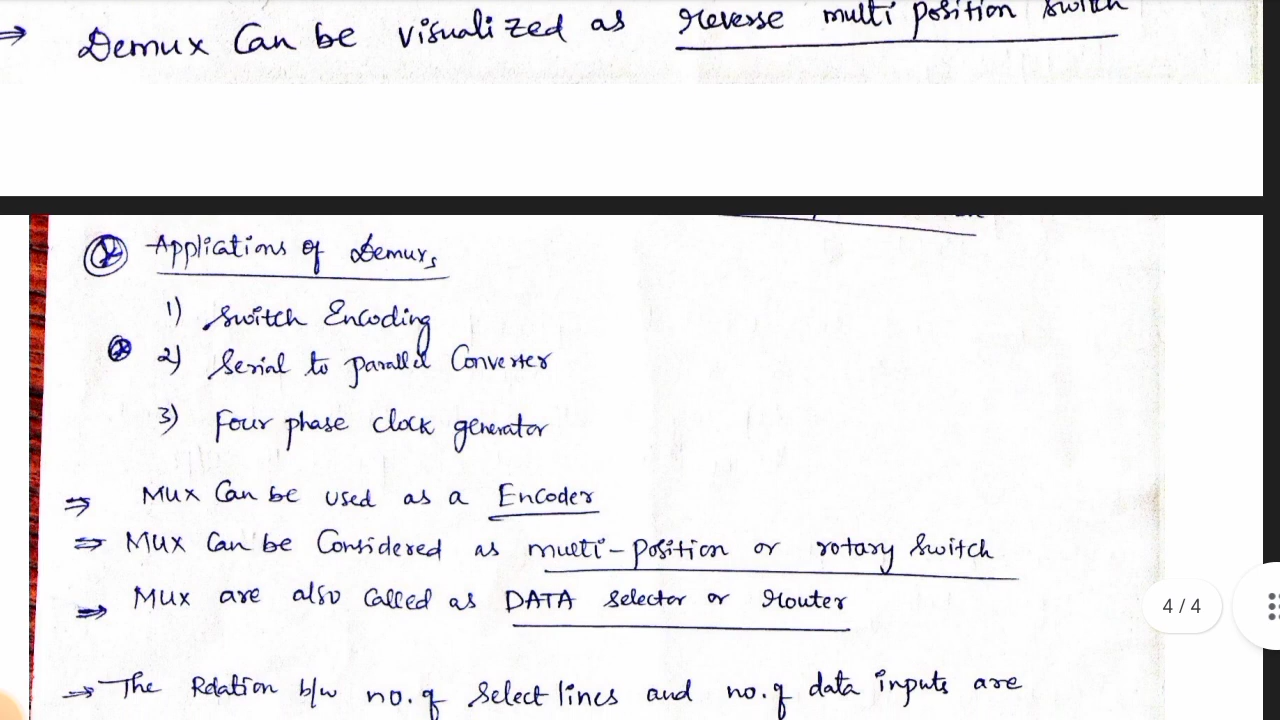 ⇒ Demux Can be visualized as reverse multi position switch
Applications of Demux,
1) Switch Encoding
2) Serial to parallel Converter
3) Four phase clock generator
⇒ Mux Can be used as a Encoder
⇒ Mux Can be Considered as multi-position or rotary switch
⇒ Mux are also called as DATA selector or router
4 / 4
→ The Relation b/w no. of select lines and no. of data inputs are